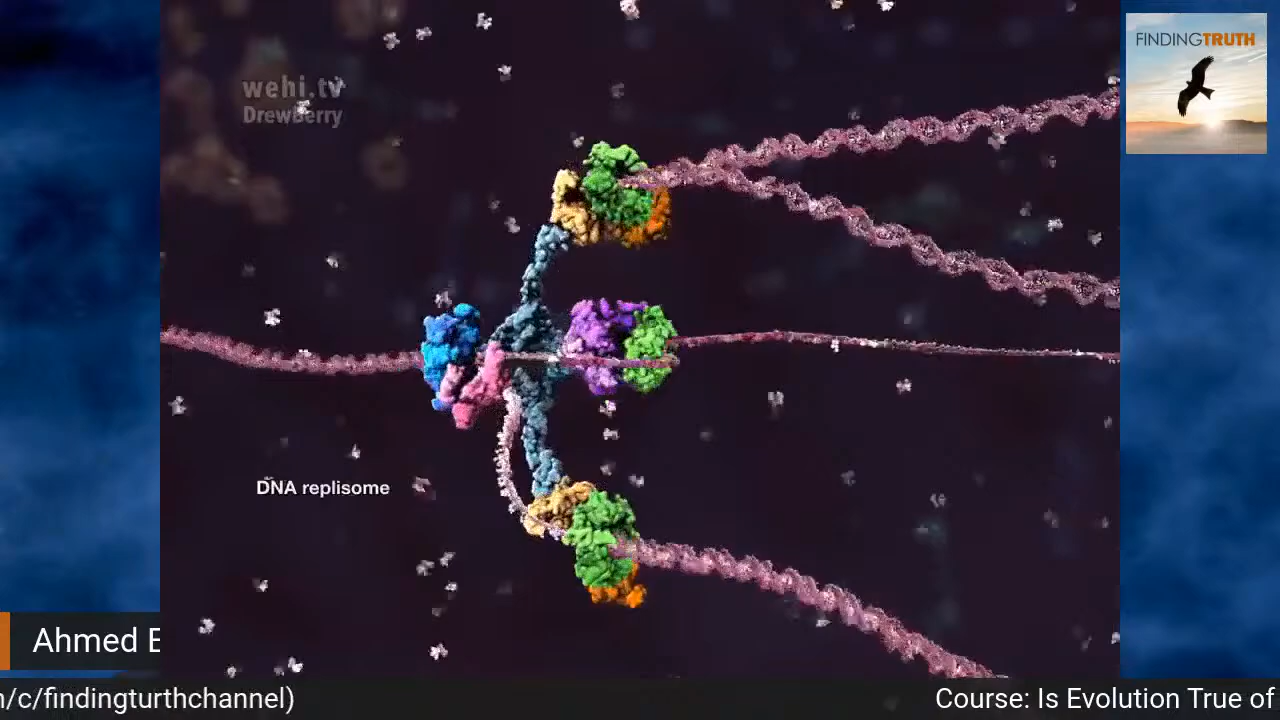 wehi.tv
DrewBerry
FINDINGTRUTH
DNA replisome
Ahmed E
n/c/findingturthchannel)
Course: Is Evolution True of